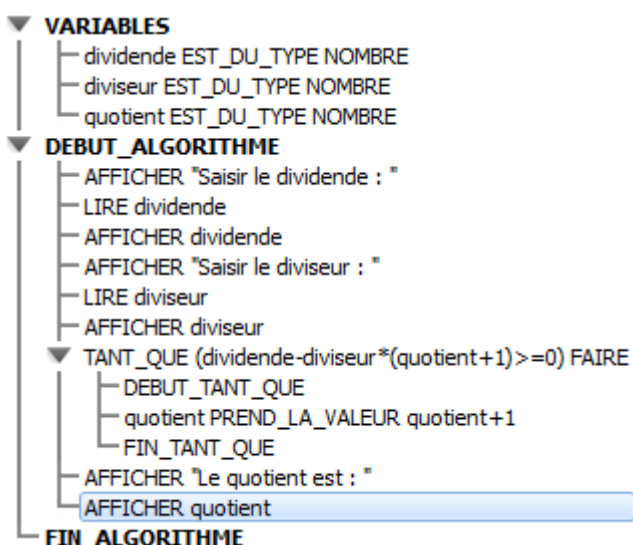 VARIABLES
dividende EST_DU_TYPE NOMBRE
diviseur EST_DU_TYPE NOMBRE
quotient EST_DU_TYPE NOMBRE
DEBUT_ALGORITHME
AFFICHER "Saisir le dividende : "
LIRE dividende
AFFICHER dividende
AFFICHER "Saisir le diviseur : "
LIRE diviseur
AFFICHER diviseur
TANT_QUE (dividende-diviseur*(quotient+1)>=0) FAIRE
DEBUT_TANT_QUE
quotient PREND_LA_VALEUR quotient+1
FIN_TANT_QUE
AFFICHER "Le quotient est : "
AFFICHER quotient
FIN_ALGORITHME